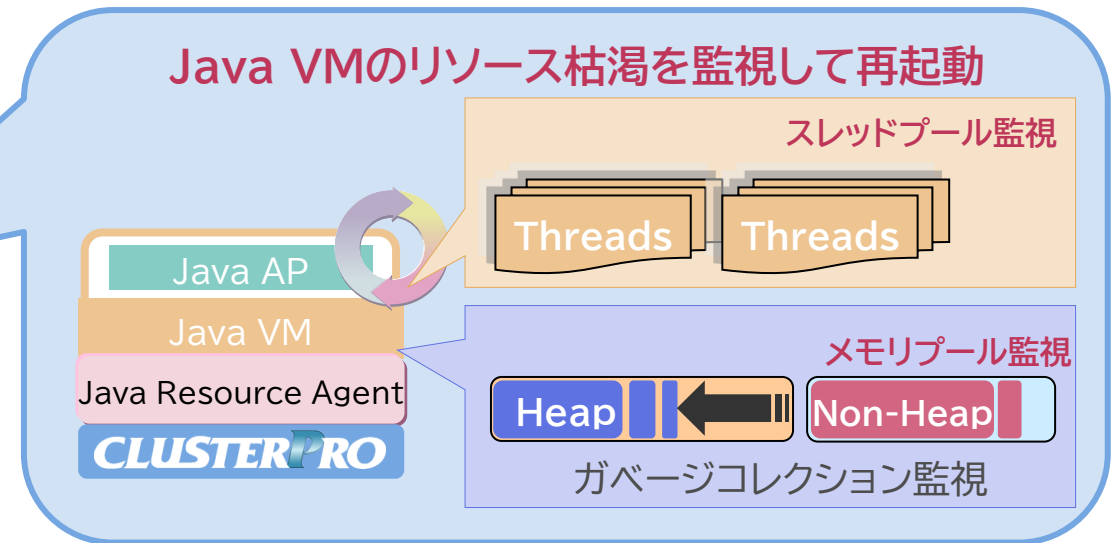 Java VMのリソース枯渇を監視して再起動
スレッドプール監視
Threads
Threads
Java AP
Java VM
Java Resource Agent
CLUSTERPRO
メモリプール監視
Heap
Non-Heap
ガベージコレクション監視